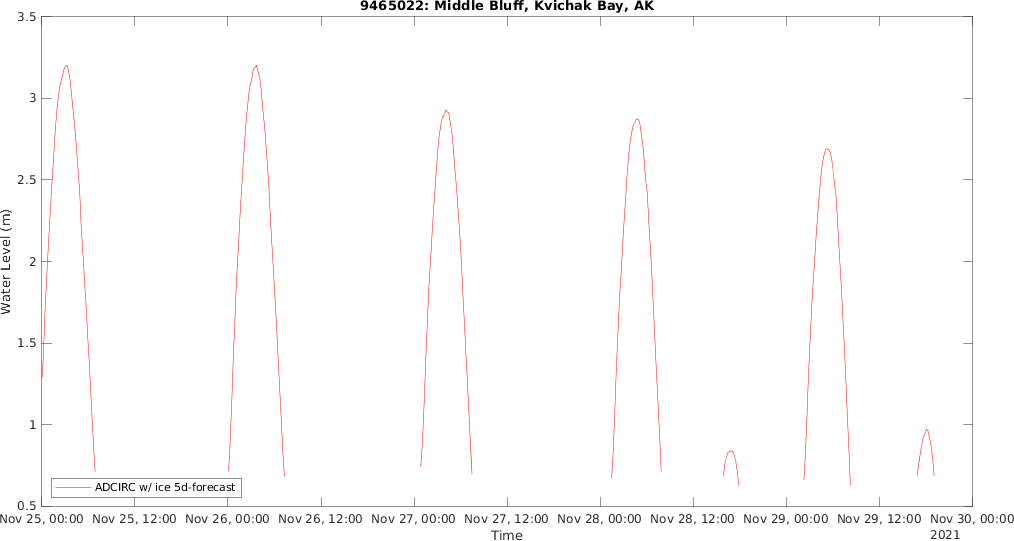 9465022: Middle Bluff, Kvichak Bay, AK
3.5
3
2.5
2
1.5
1
0.5
Water Level (m)
ADCIRC w/ ice 5d-forecast
Nov 25, 00:00 Nov 25, 12:00 Nov 26, 00:00 Nov 26, 12:00 Nov 27, 00:00 Nov 27, 12:00 Nov 28, 00:00 Nov 28, 12:00 Nov 29, 00:00 Nov 29, 12:00 Nov 30, 00:00
Time
2021